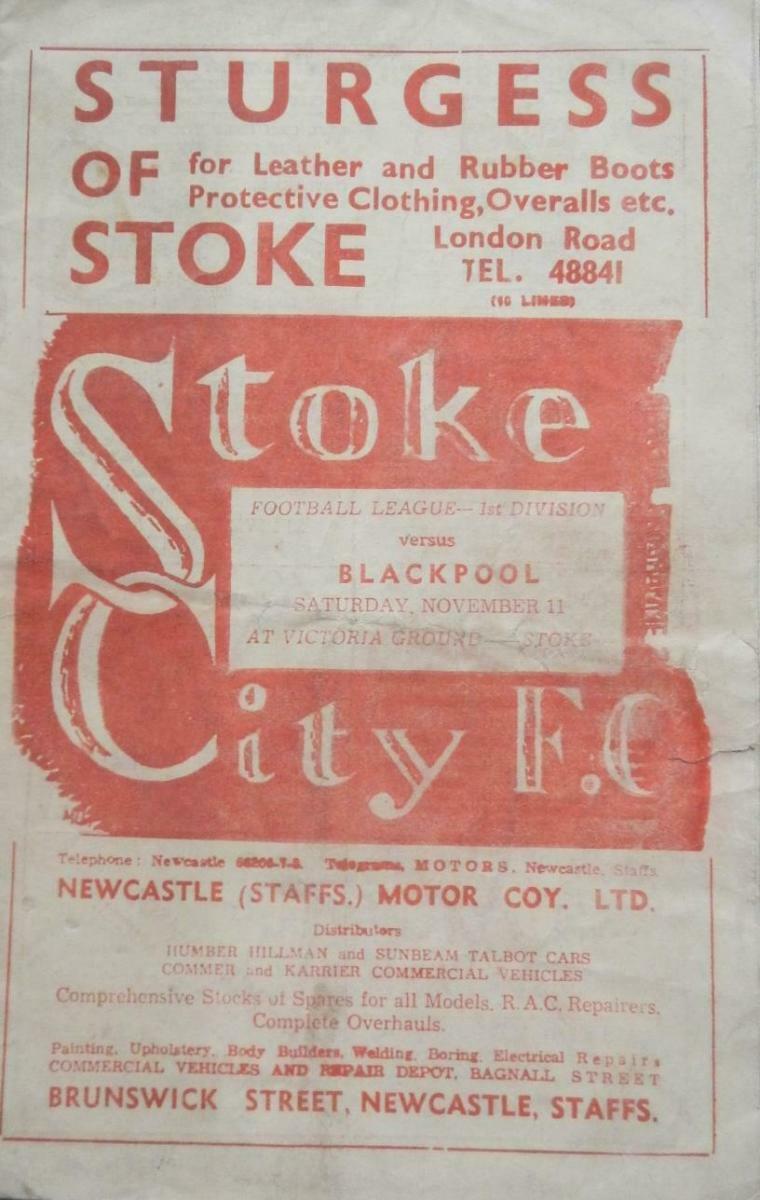 STURGESS
OF
STOKE
for Leather and Rubber Boots
Protective Clothing, Overalls etc.
London Road
TEL. 48841
(10 LINES)
Stoke
FOOTBALL LEAGUE—1st DIVISION
versus
BLACKPOOL
SATURDAY, NOVEMBER 11
AT VICTORIA GROUND—STOKE
City F.C
Telephone: Newcastle Telegrams, MOTORS, Newcastle, Staffs.
NEWCASTLE (STAFFS.) MOTOR COY. LTD.
Distributors
HUMBER HILLMAN and SUNBEAM TALBOT CARS
COMMER and KARRIER COMMERCIAL VEHICLES
Comprehensive Stocks of Spares for all Models. R.A.C. Repairers.
Complete Overhauls.
Painting, Upholstery, Body Builders, Welding, Boring, Electrical Repairs
COMMERCIAL VEHICLES AND REPAIR DEPOT, BAGNALL STREET
BRUNSWICK STREET, NEWCASTLE, STAFFS.